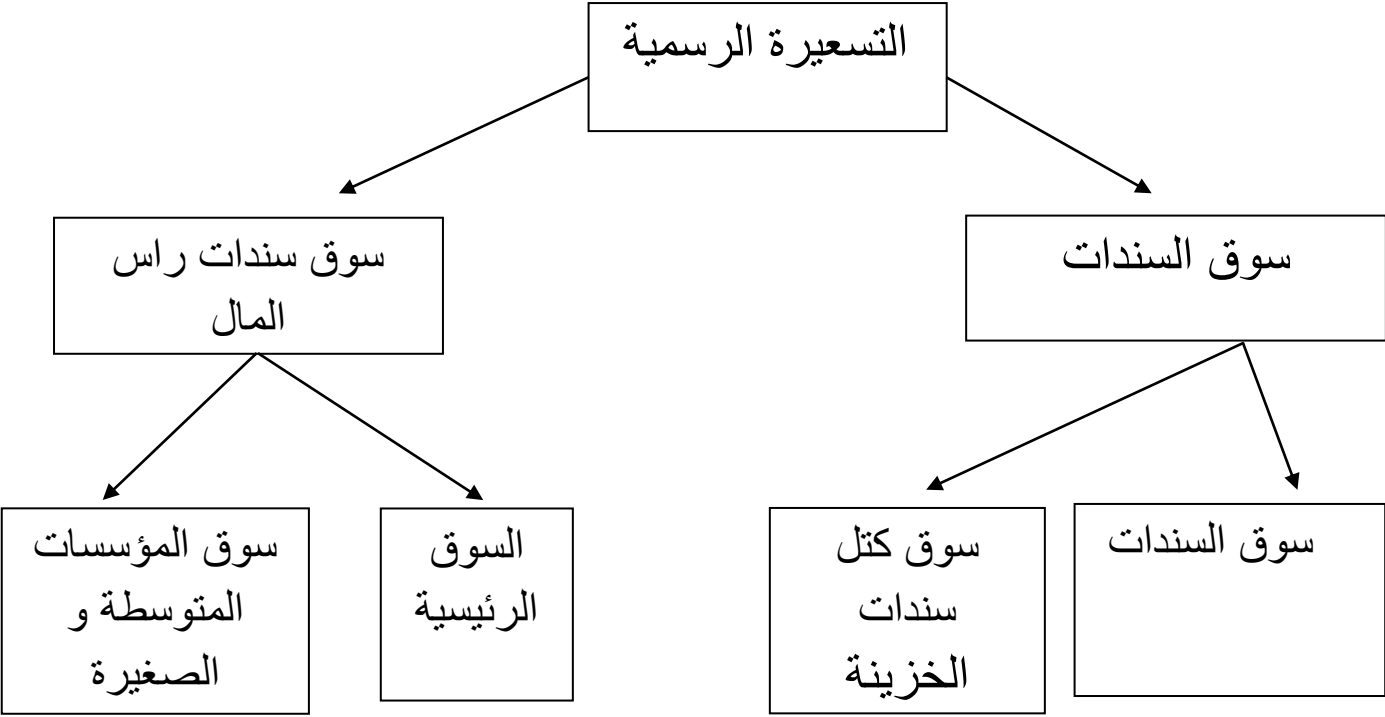 التسعيرة الرسمية
سوق السندات
سوق سندات راس
المال
سوق السندات
سوق كتل
سندات
الخزينة
السوق
الرئيسية
سوق المؤسسات
المتوسطة و
الصغيرة